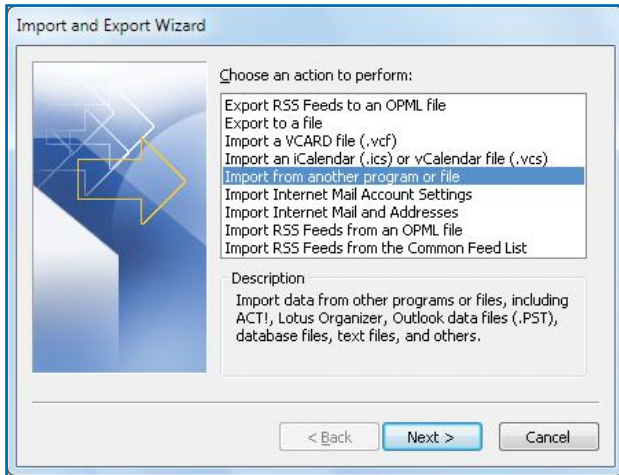 Import and Export Wizard
Choose an action to perform:
Export RSS Feeds to an OPML file
Export to a file
Import a VCARD file (.vcf)
Import an iCalendar (.ics) or vCalendar file (.vcs)
Import from another program or file
Import Internet Mail Account Settings
Import Internet Mail and Addresses
Import RSS Feeds from an OPML file
Import RSS Feeds from the Common Feed List
Description
Import data from other programs or files, including
ACT!, Lotus Organizer, Outlook data files (.PST),
database files, text files, and others.
< Back Next > Cancel